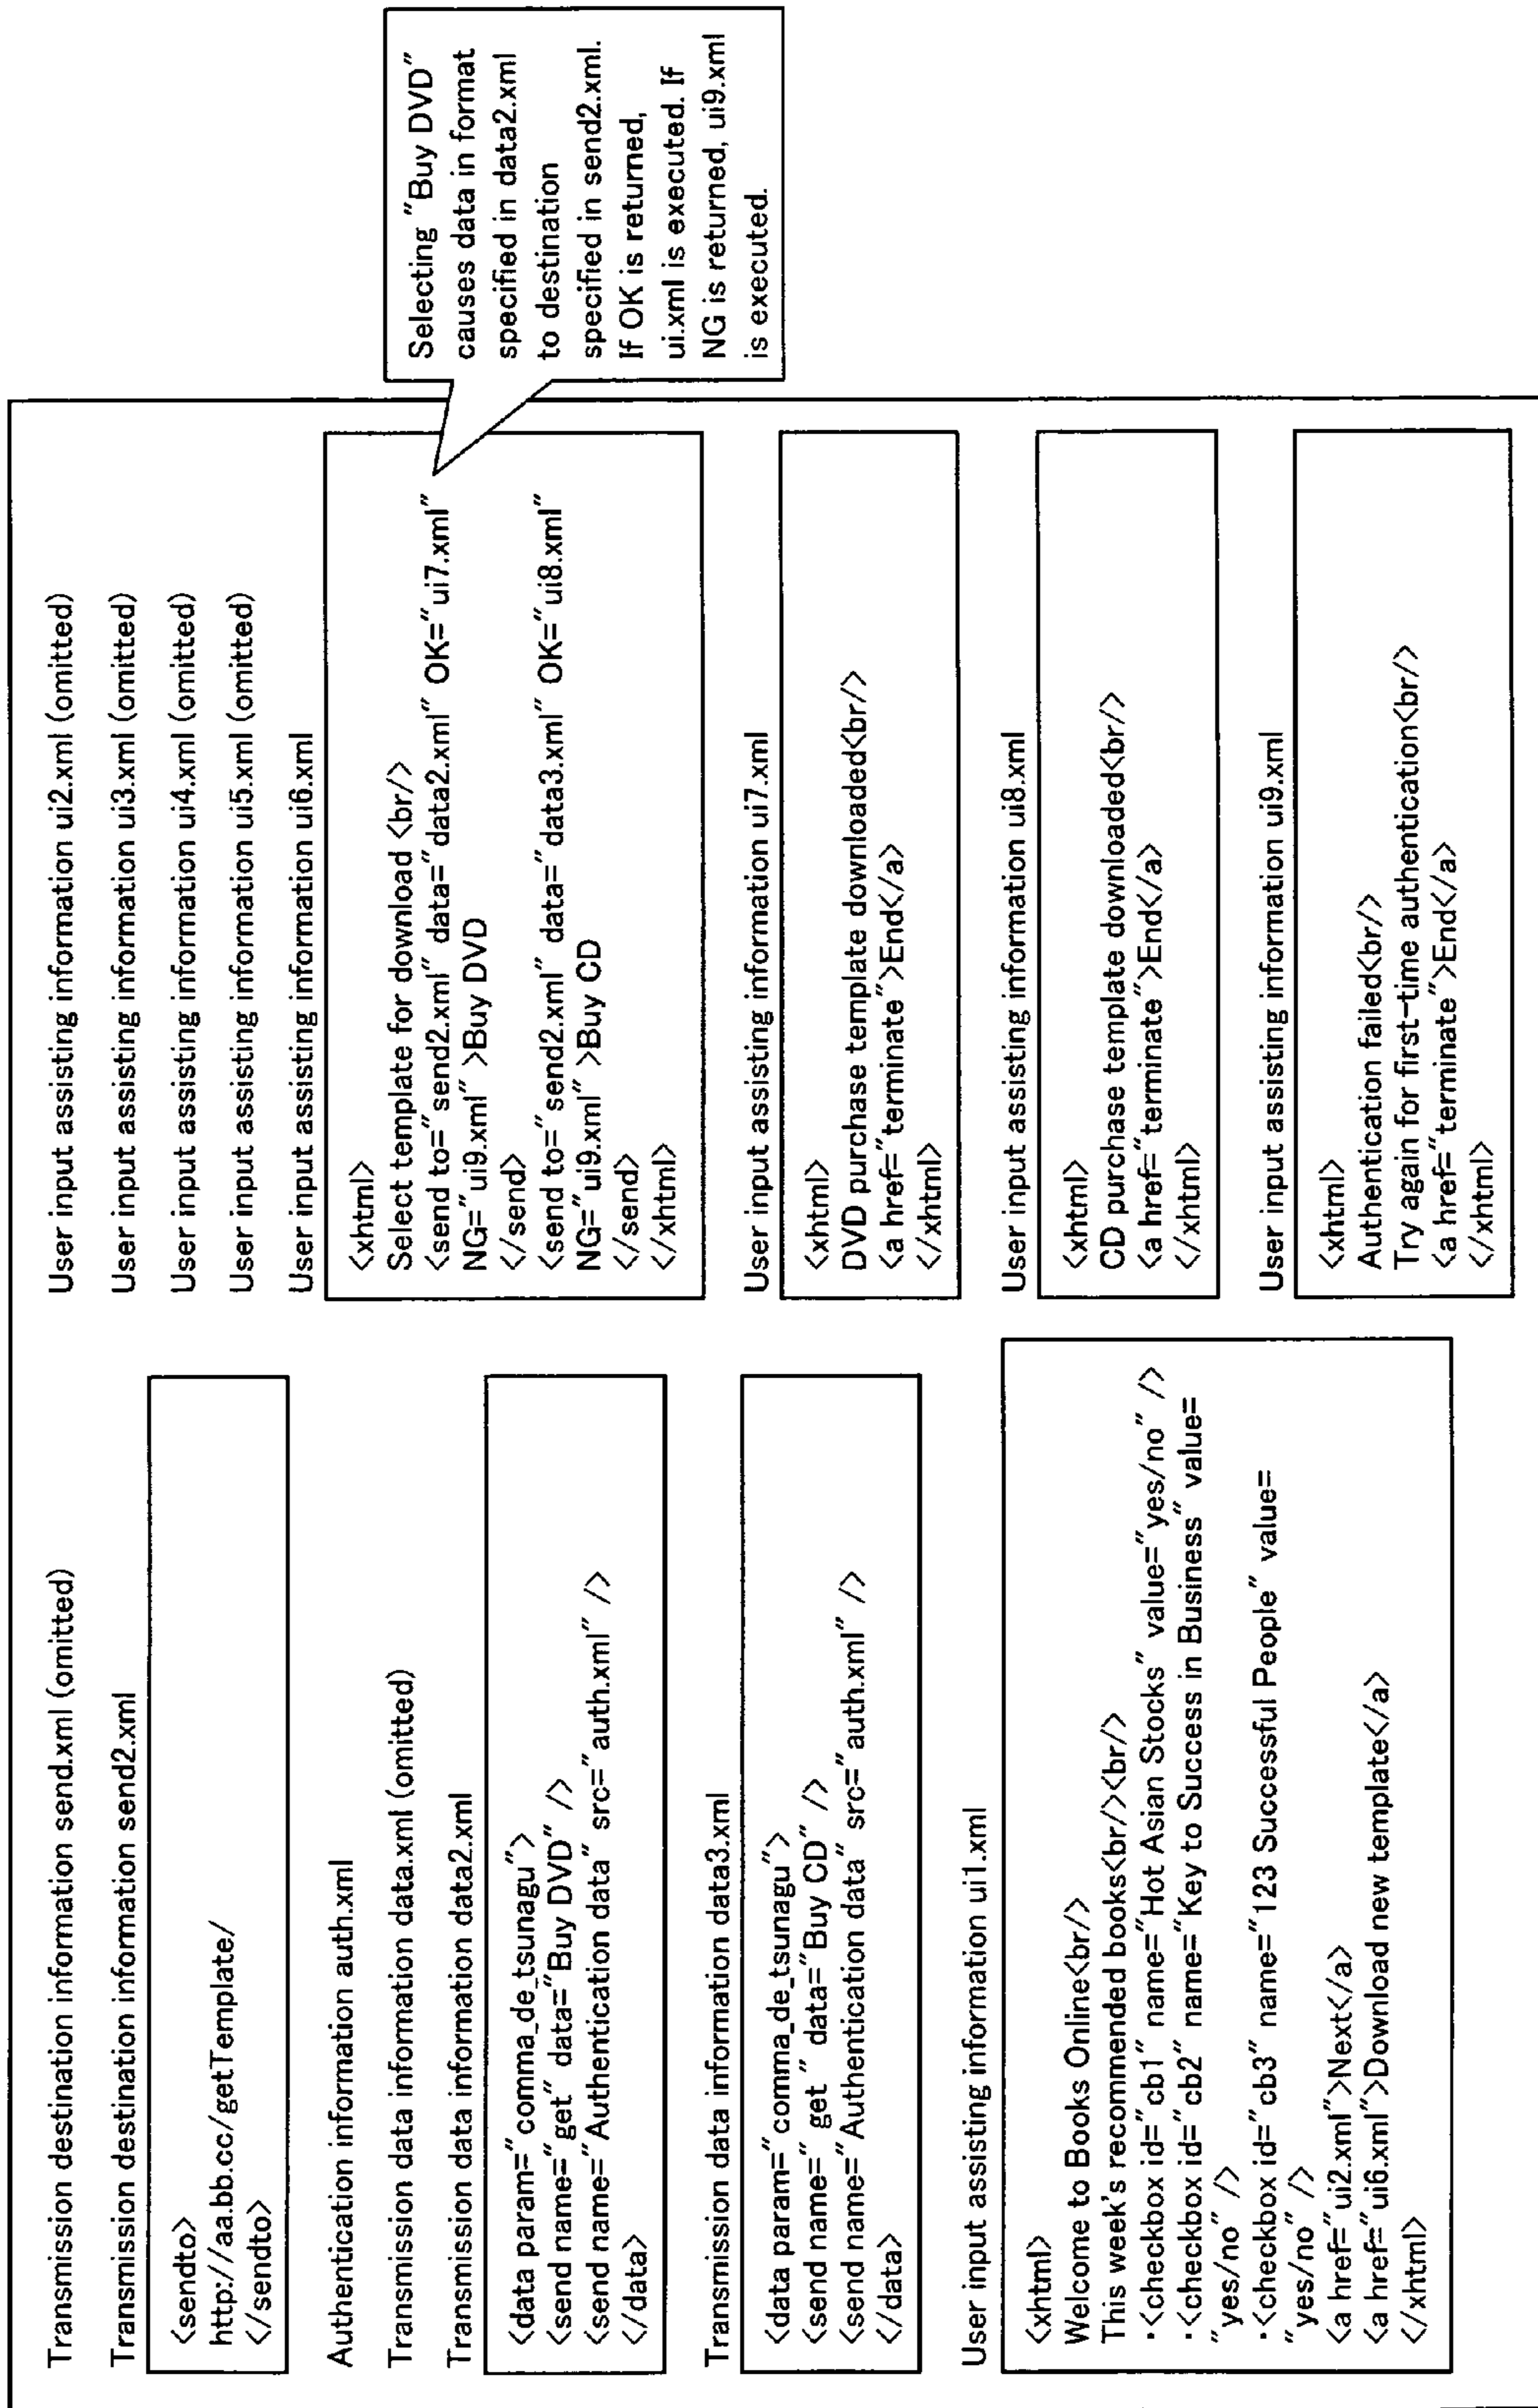 Transmission destination information send.xml (omitted)
Transmission destination information send2.xml
<sendto>
http://aa.bb.cc/getTemplate/
</sendto>
Authentication information auth.xml
Transmission data information data.xml (omitted)
Transmission data information data2.xml
<data param="comma_de_tsunagu">
<send name="get" data="Buy DVD" />
<send name="Authentication data" src="auth.xml" />
</data>
Transmission data information data3.xml
<data param="comma_de_tsunagu">
<send name=" get " data="Buy CD" />
<send name="Authentication data" src="auth.xml" />
</data>
User input assisting information ui1.xml
<xhtml>
Welcome to Books Online<br/>
This week's recommended books<br/><br/>
・<checkbox id="cb1" name="Hot Asian Stocks" value="yes/no" />
・<checkbox id="cb2" name="Key to Success in Business" value=
"yes/no" />
・<checkbox id="cb3" name="123 Successful People" value=
"yes/no" />
<a href="ui2.xml">Next</a>
<a href="ui6.xml">Download new template</a>
</xhtml>
User input assisting information ui2.xml (omitted)
User input assisting information ui3.xml (omitted)
User input assisting information ui4.xml (omitted)
User input assisting information ui5.xml (omitted)
User input assisting information ui6.xml
<xhtml>
Select template for download <br/>
<send to="send2.xml" data="data2.xml" OK="ui7.xml"
NG="ui9.xml" >Buy DVD
</send>
<send to="send2.xml" data="data3.xml" OK="ui8.xml"
NG="ui9.xml" >Buy CD
</send>
</xhtml>
User input assisting information ui7.xml
<xhtml>
DVD purchase template downloaded<br/>
<a href="terminate">End</a>
</xhtml>
User input assisting information ui8.xml
<xhtml>
CD purchase template downloaded<br/>
<a href="terminate">End</a>
</xhtml>
User input assisting information ui9.xml
<xhtml>
Authentication failed<br/>
Try again for first-time authentication<br/>
<a href="terminate">End</a>
</xhtml>
Selecting "Buy DVD"
causes data in format
specified in data2.xml
to destination
specified in send2.xml.
If OK is returned,
ui.xml is executed. If
NG is returned, ui9.xml
is executed.